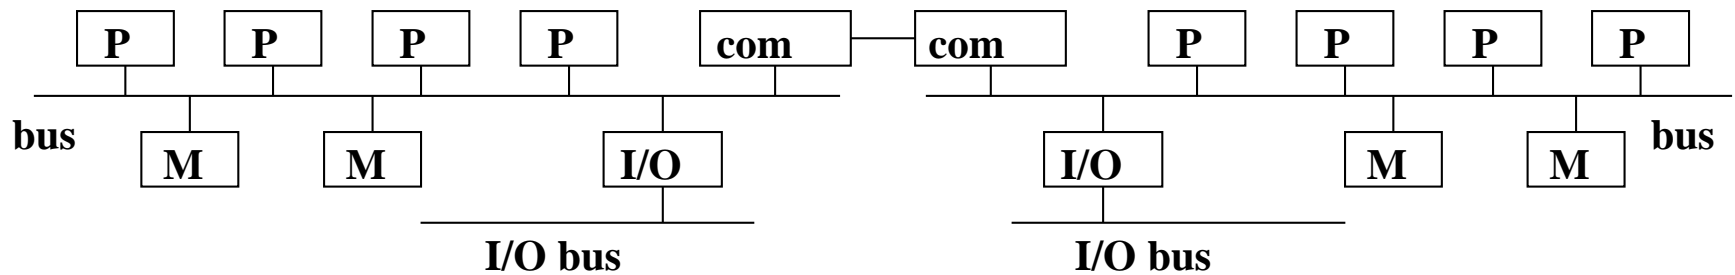 P P P P com com P P P P
bus M M I/O I/O M M bus
I/O bus I/O bus